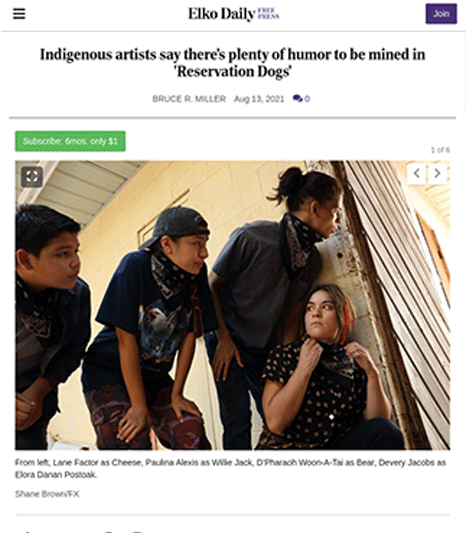 Elko Daily FREE PRESS
Join
Indigenous artists say there's plenty of humor to be mined in
'Reservation Dogs'
BRUCE R. MILLER Aug 13, 2021 0
Subscribe: 6mos. only $1
1 of 6
From left, Lane Factor as Cheese, Paulina Alexis as Willie Jack, D'Pharaoh Woon-A-Tai as Bear, Devery Jacobs as
Elora Danan Postoak.
Shane Brown/FX